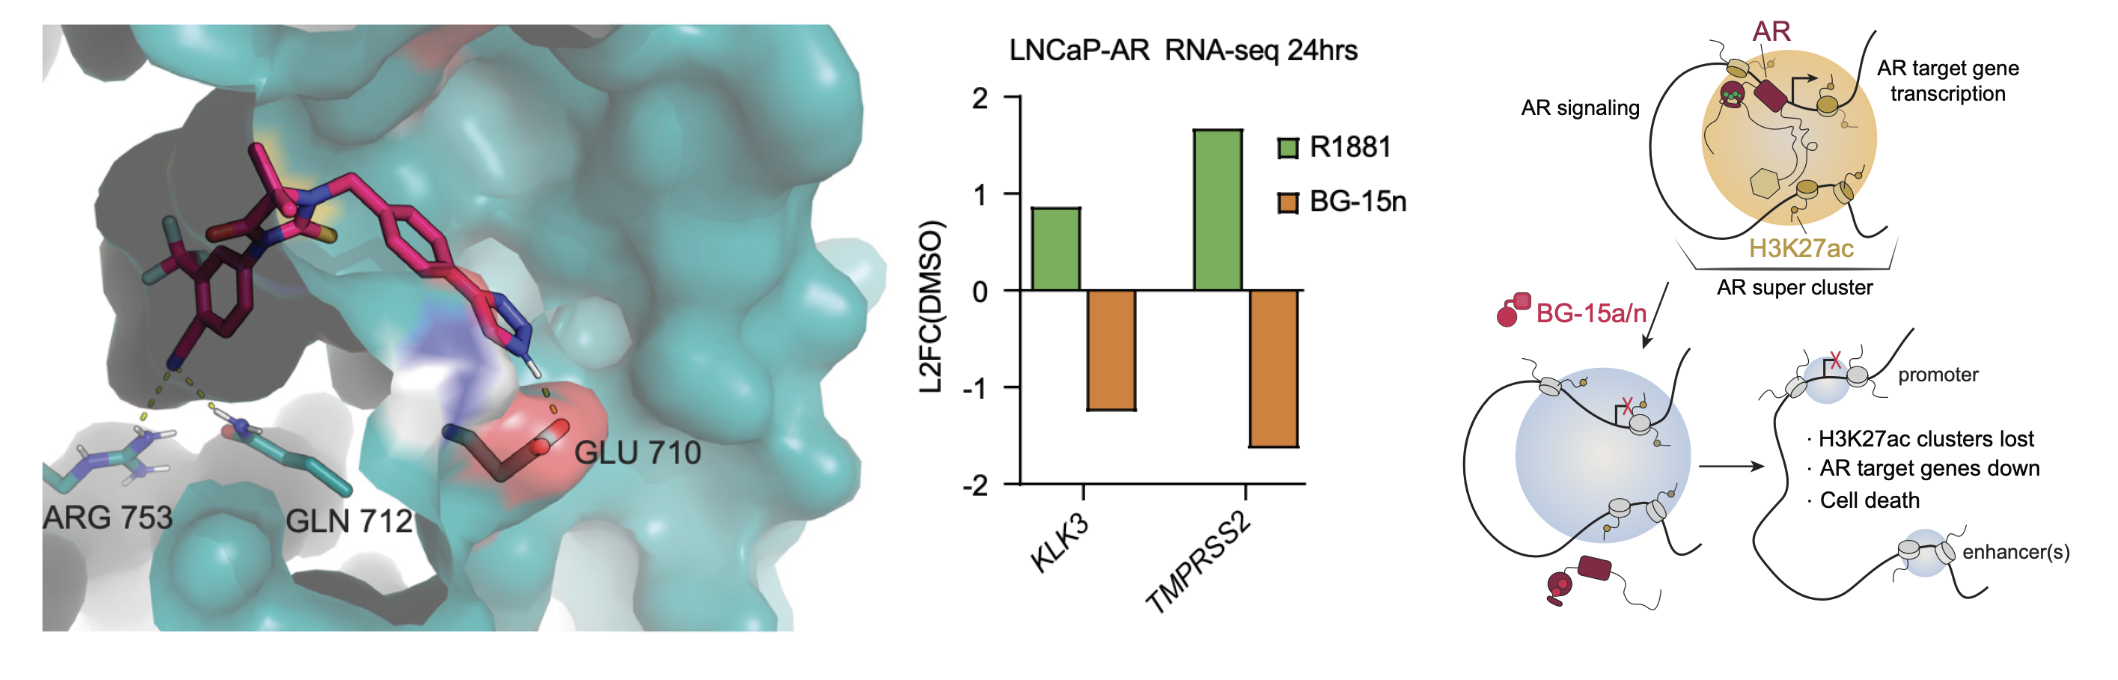 ARG 753
GLN 712
GLU 710
LNCaP-AR RNA-seq 24hrs
L2FC(DMSO)
2
1
0
-1
-2
KLK3
TMPRSS2
R1881
BG-15n
AR
AR signaling
AR target gene
transcription
H3K27ac
AR super cluster
BG-15a/n
promoter
· H3K27ac clusters lost
· AR target genes down
· Cell death
enhancer(s)